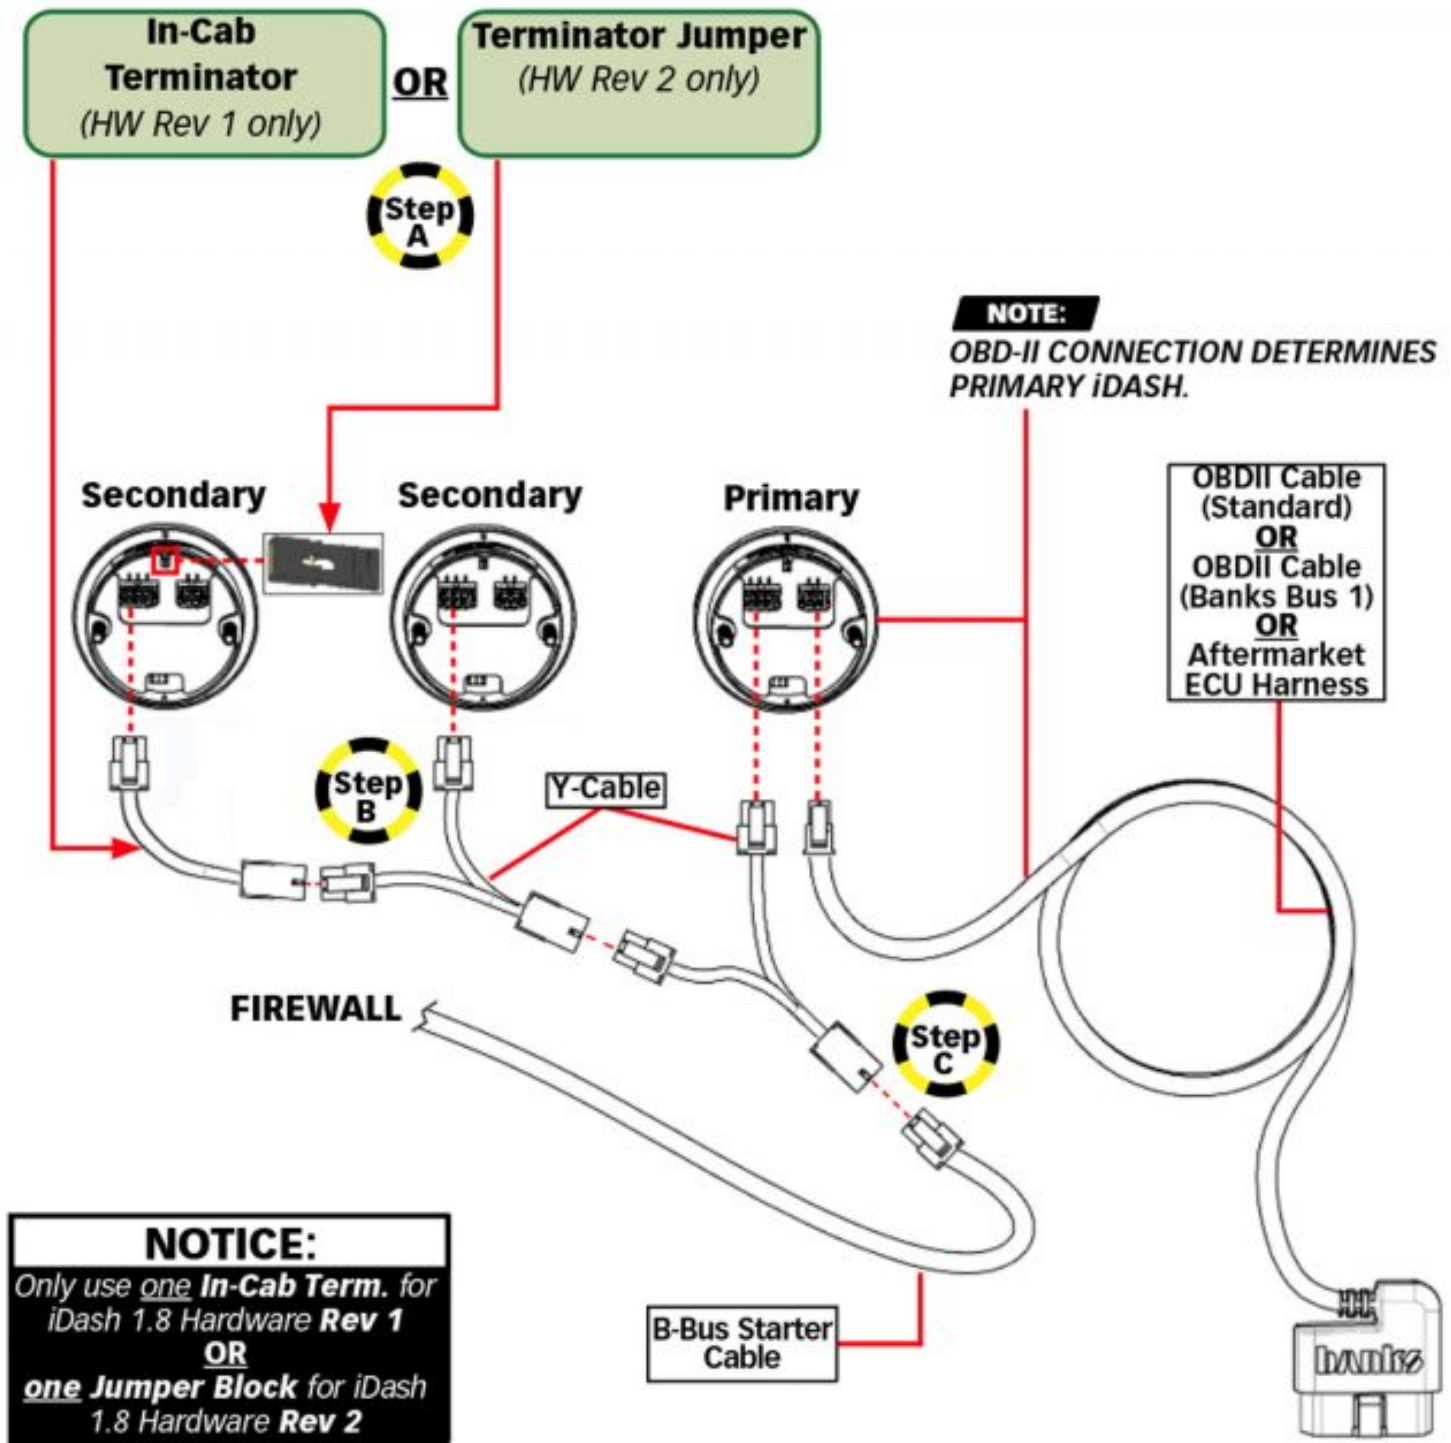 In-Cab
Terminator
(HW Rev 1 only)
OR
Terminator Jumper
(HW Rev 2 only)
Step
A
NOTE:
OBD-II CONNECTION DETERMINES
PRIMARY iDASH.
Secondary
Secondary
Primary
OBDII Cable
(Standard)
OR
OBDII Cable
(Banks Bus 1)
OR
Aftermarket
ECU Harness
Step
B
Y-Cable
FIREWALL
Step
C
B-Bus Starter
Cable
banks
NOTICE:
Only use one In-Cab Term. for
iDash 1.8 Hardware Rev 1
OR
one Jumper Block for iDash
1.8 Hardware Rev 2